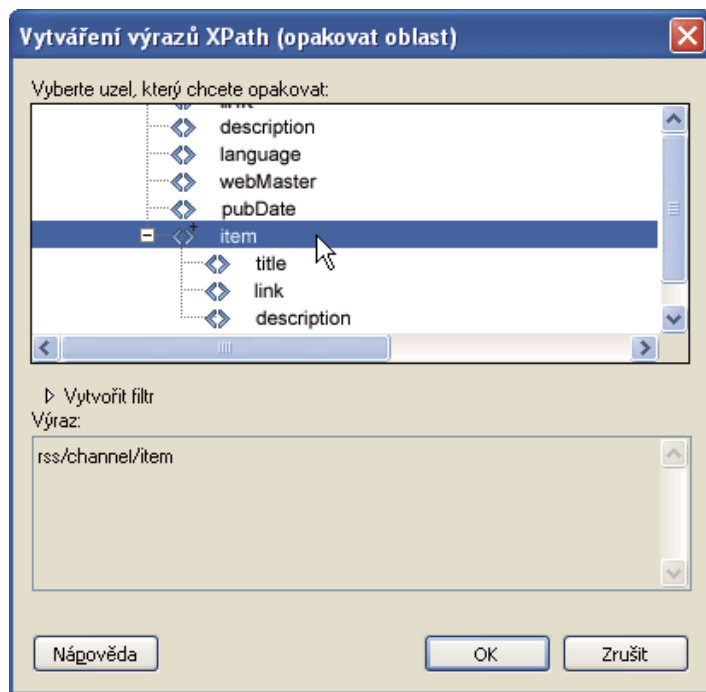 Vytváření výrazů XPath (opakovat oblast)
Vyberte uzel, který chcete opakovat:
link
description
language
webMaster
pubDate
item
title
link
description
Vytvořit filtr
Výraz:
rss/channel/item
Nápověda
OK
Zrušit